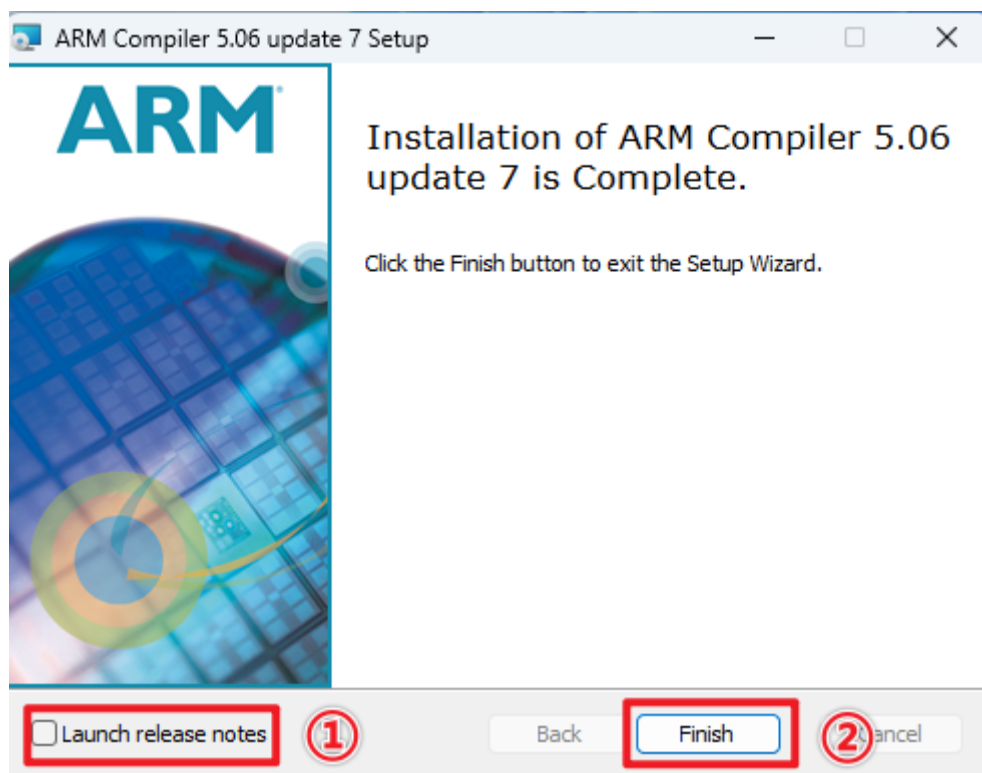 ARM Compiler 5.06 update 7 Setup
ARM
Installation of ARM Compiler 5.06
update 7 is Complete.
Click the Finish button to exit the Setup Wizard.
Launch release notes
①
Back
Finish
②
Cancel